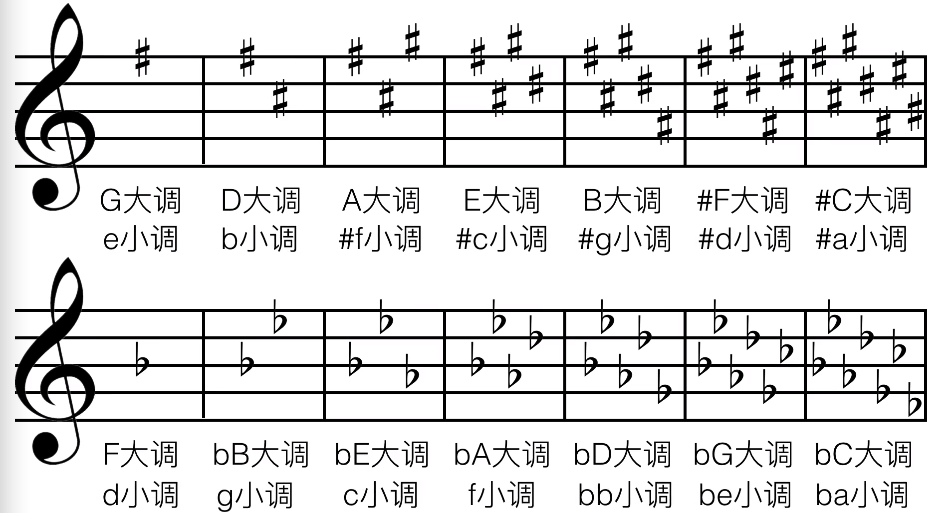 G大调 D大调 A大调 E大调 B大调 #F大调 #C大调
e小调 b小调 #f小调 #c小调 #g小调 #d小调 #a小调
F大调 bB大调 bE大调 bA大调 bD大调 bG大调 bC大调
d小调 g小调 c小调 f小调 bb小调 be小调 ba小调